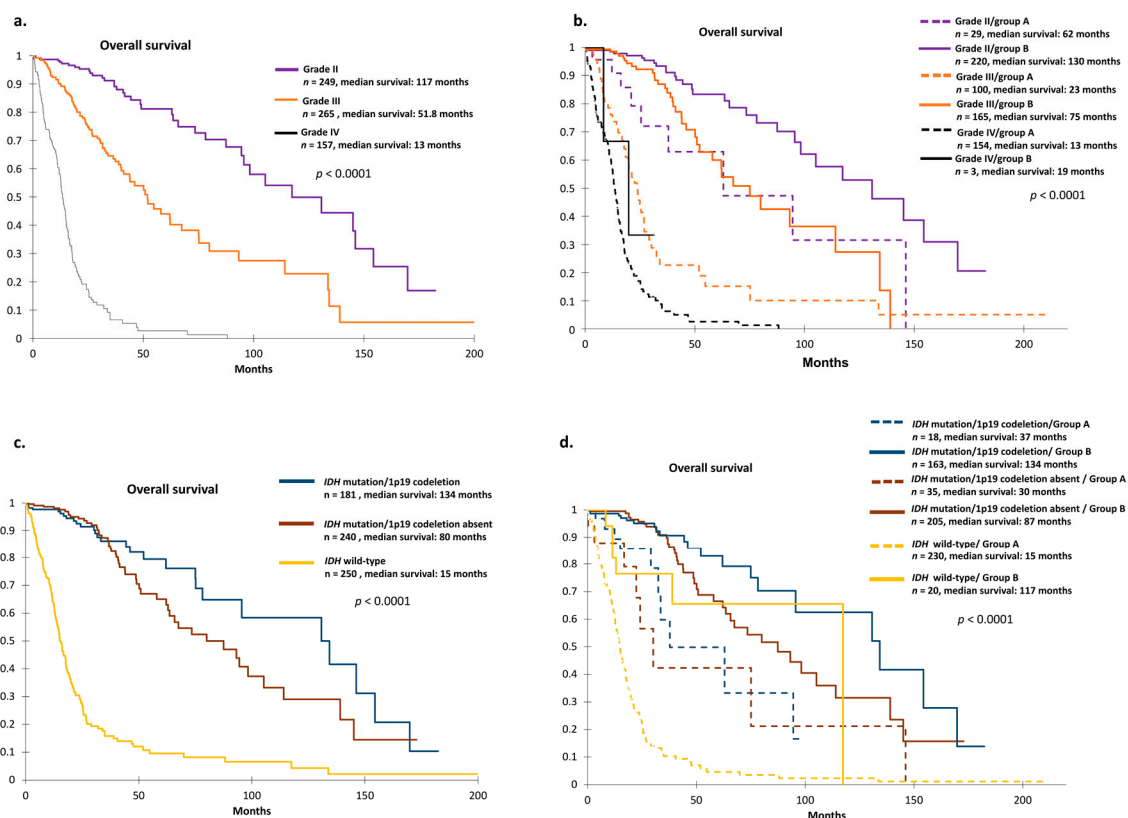 a.
Overall survival
Grade II
n = 249, median survival: 117 months
Grade III
n = 265 , median survival: 51.8 months
Grade IV
n = 157, median survival: 13 months
p < 0.0001
1
0.9
0.8
0.7
0.6
0.5
0.4
0.3
0.2
0.1
0
0 50 100 150 200
Months
b.
Overall survival
Grade II/group A
n = 29, median survival: 62 months
Grade II/group B
n = 220, median survival: 130 months
Grade III/group A
n = 100, median survival: 23 months
Grade III/group B
n = 165, median survival: 75 months
Grade IV/group A
n = 154, median survival: 13 months
Grade IV/group B
n = 3, median survival: 19 months
p < 0.0001
1
0.9
0.8
0.7
0.6
0.5
0.4
0.3
0.2
0.1
0
0 50 100 150 200
Months
c.
Overall survival
IDH mutation/1p19 codeletion
n = 181 , median survival: 134 months
IDH mutation/1p19 codeletion absent
n = 240, median survival: 80 months
IDH wild-type
n = 250 , median survival: 15 months
p < 0.0001
1
0.9
0.8
0.7
0.6
0.5
0.4
0.3
0.2
0.1
0
0 50 100 150 200
Months
d.
Overall survival
IDH mutation/1p19 codeletion/Group A
n = 18, median survival: 37 months
IDH mutation/1p19 codeletion/ Group B
n = 163, median survival: 134 months
IDH mutation/1p19 codeletion absent / Group A
n = 35, median survival: 30 months
IDH mutation/1p19 codeletion absent / Group B
n = 205, median survival: 87 months
IDH wild-type/ Group A
n = 230, median survival: 15 months
IDH wild-type/ Group B
n = 20, median survival: 117 months
p < 0.0001
1
0.9
0.8
0.7
0.6
0.5
0.4
0.3
0.2
0.1
0
0 50 100 150 200
Months